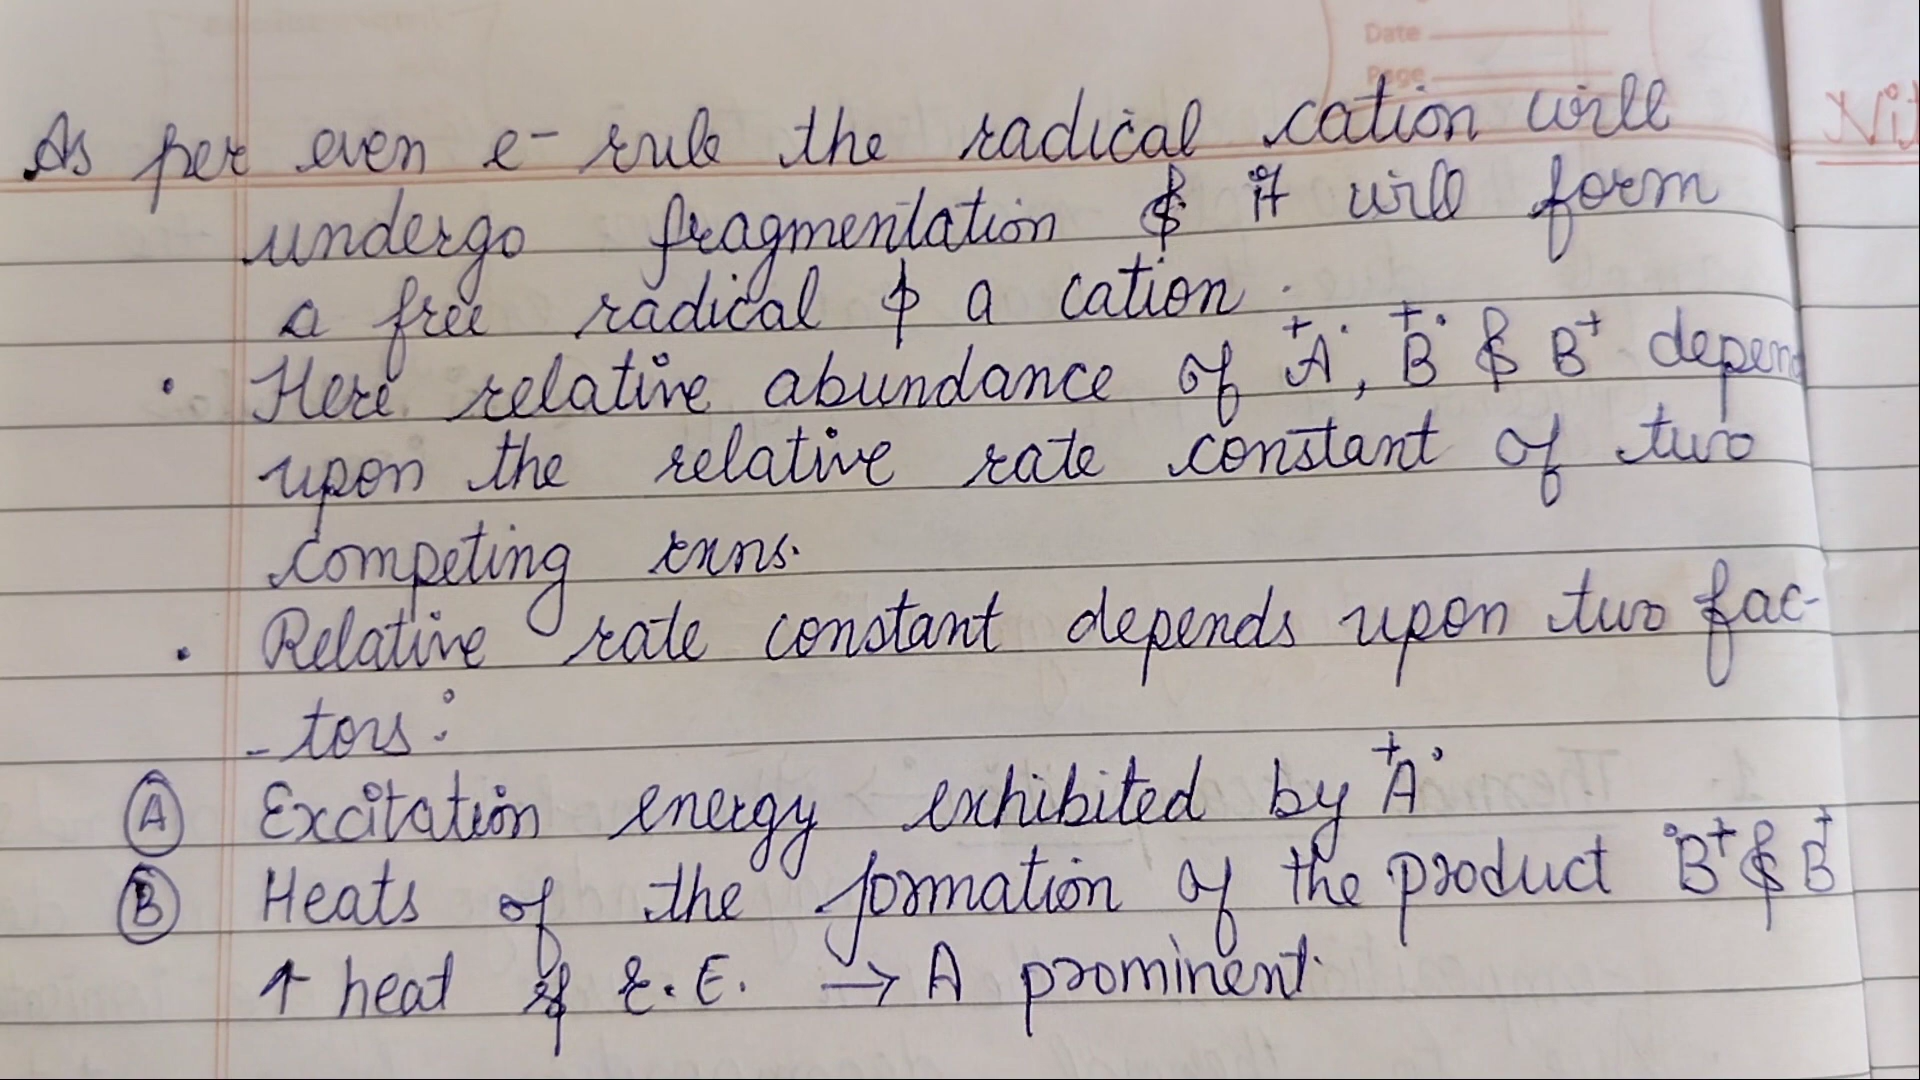 Date
Page
As per even e- rule the radical cation will
undergo fragmentation & it will form
a free radical & a cation.
• Here relative abundance of +A•, +B• & B+ depend
upon the relative rate constant of two
competing rxns.
• Relative rate constant depends upon two fac-
-tors:
Ⓐ Excitation energy exhibited by +A•
Ⓑ Heats of the formation of the product •B+ & B+
↑ heat of E.E. → A prominent.
Nit